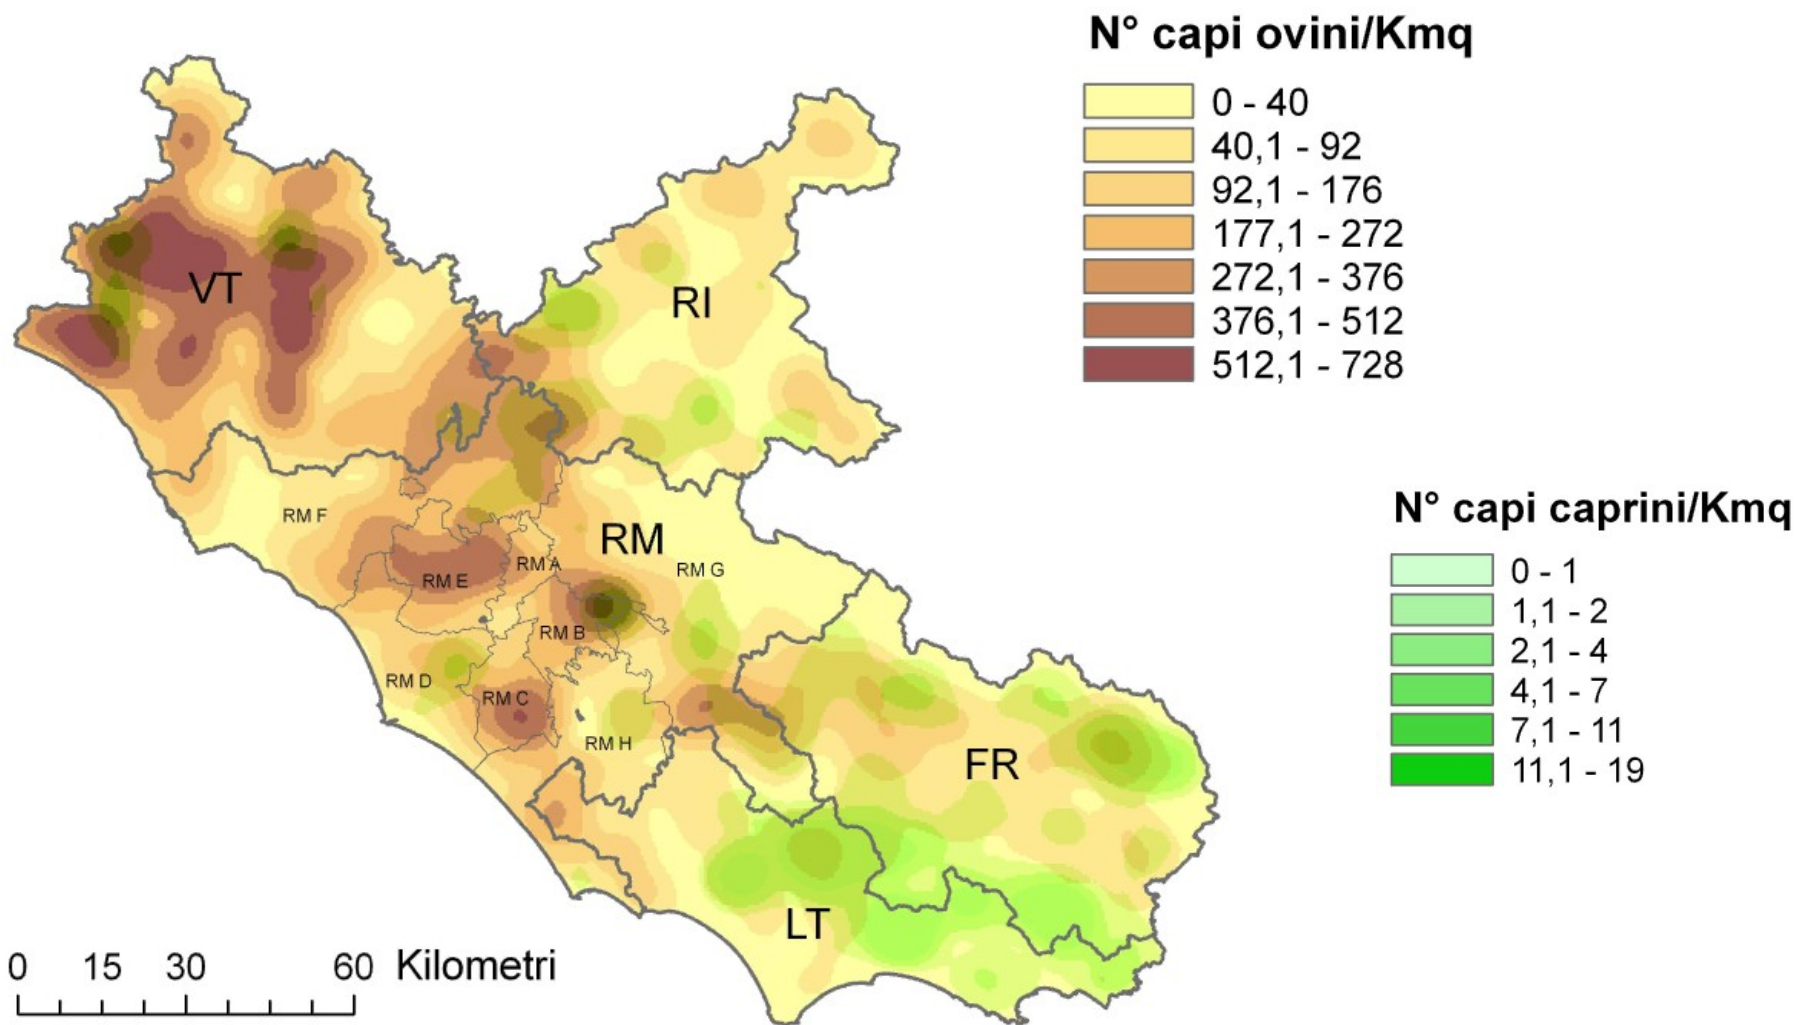 N° capi ovini/Kmq
0 - 40
40,1 - 92
92,1 - 176
177,1 - 272
272,1 - 376
376,1 - 512
512,1 - 728
VT
RI
RM F
RM
RM A
RM G
RM E
RM B
RM D
RM C
RM H
FR
LT
N° capi caprini/Kmq
0 - 1
1,1 - 2
2,1 - 4
4,1 - 7
7,1 - 11
11,1 - 19
0 15 30 60 Kilometri